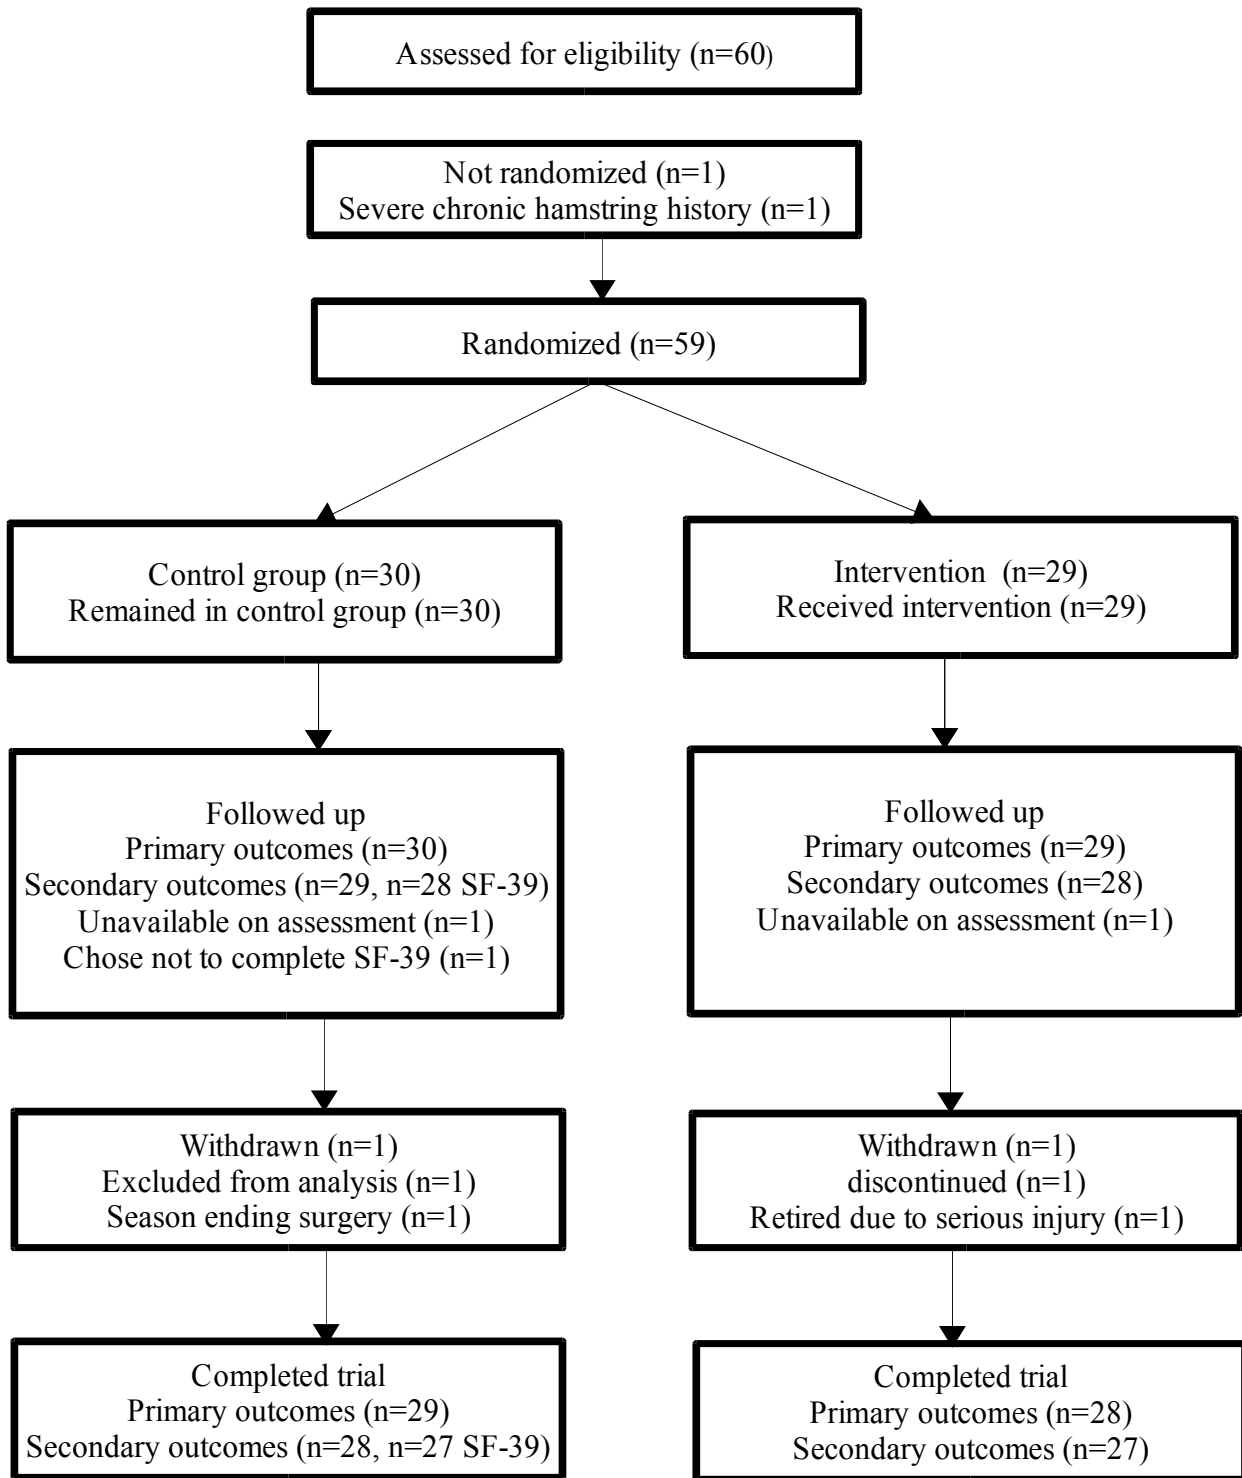 Assessed for eligibility (n=60)
Not randomized (n=1)
Severe chronic hamstring history (n=1)
Randomized (n=59)
Control group (n=30)
Remained in control group (n=30)
Intervention (n=29)
Received intervention (n=29)
Followed up
Primary outcomes (n=30)
Secondary outcomes (n=29, n=28 SF-39)
Unavailable on assessment (n=1)
Chose not to complete SF-39 (n=1)
Followed up
Primary outcomes (n=29)
Secondary outcomes (n=28)
Unavailable on assessment (n=1)
Withdrawn (n=1)
Excluded from analysis (n=1)
Season ending surgery (n=1)
Withdrawn (n=1)
discontinued (n=1)
Retired due to serious injury (n=1)
Completed trial
Primary outcomes (n=29)
Secondary outcomes (n=28, n=27 SF-39)
Completed trial
Primary outcomes (n=28)
Secondary outcomes (n=27)